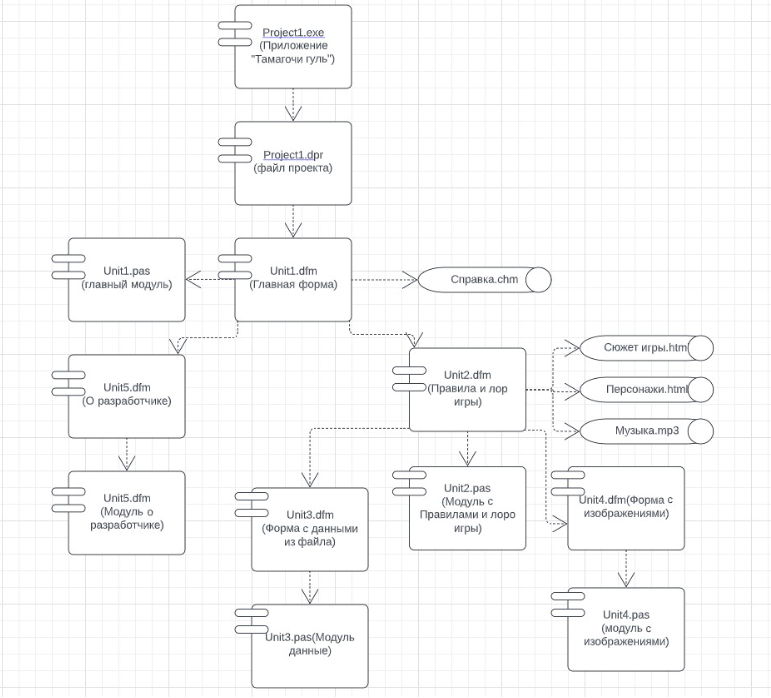 Project1.exe
(Приложение
"Тамагочи гуль")
Project1.dpr
(файл проекта)
Unit1.pas
(главный модуль)
Unit1.dfm
(Главная форма)
Справка.chm
Unit5.dfm
(О разработчике)
Unit2.dfm
(Правила и лор
игры)
Сюжет игры.htm
Персонажи.html
Музыка.mp3
Unit5.dfm
(Модуль о
разработчике)
Unit3.dfm
(Форма с данными
из файла)
Unit2.pas
(Модуль с
Правилами и лоро
игры)
Unit4.dfm(Форма с
изображениями)
Unit3.pas(Модуль
данные)
Unit4.pas
(модуль с
изображениями)